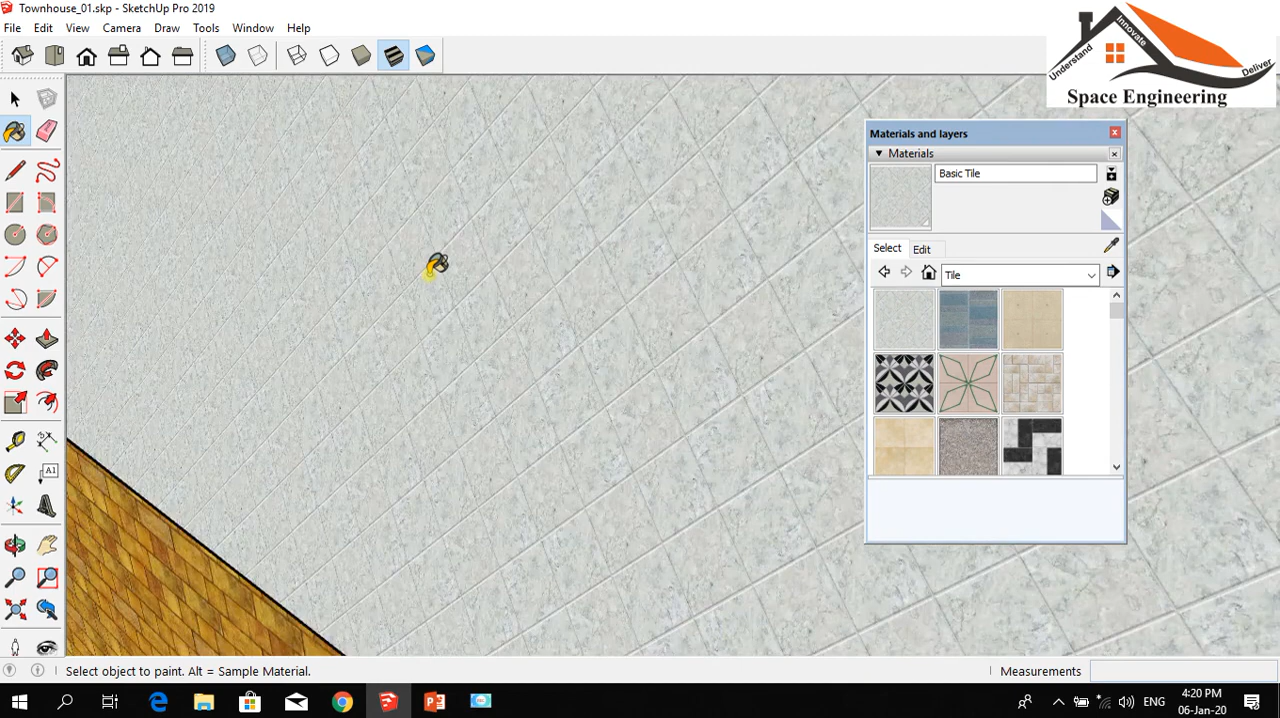 Townhouse_01.skp - SketchUp Pro 2019
File Edit View Camera Draw Tools Window Help
Understand
Innovate
Deliver
Space Engineering
Materials and layers
Materials
Basic Tile
Select Edit
Tile
A1
Select object to paint. Alt = Sample Material.
Measurements
ENG
4:20 PM
06-Jan-20